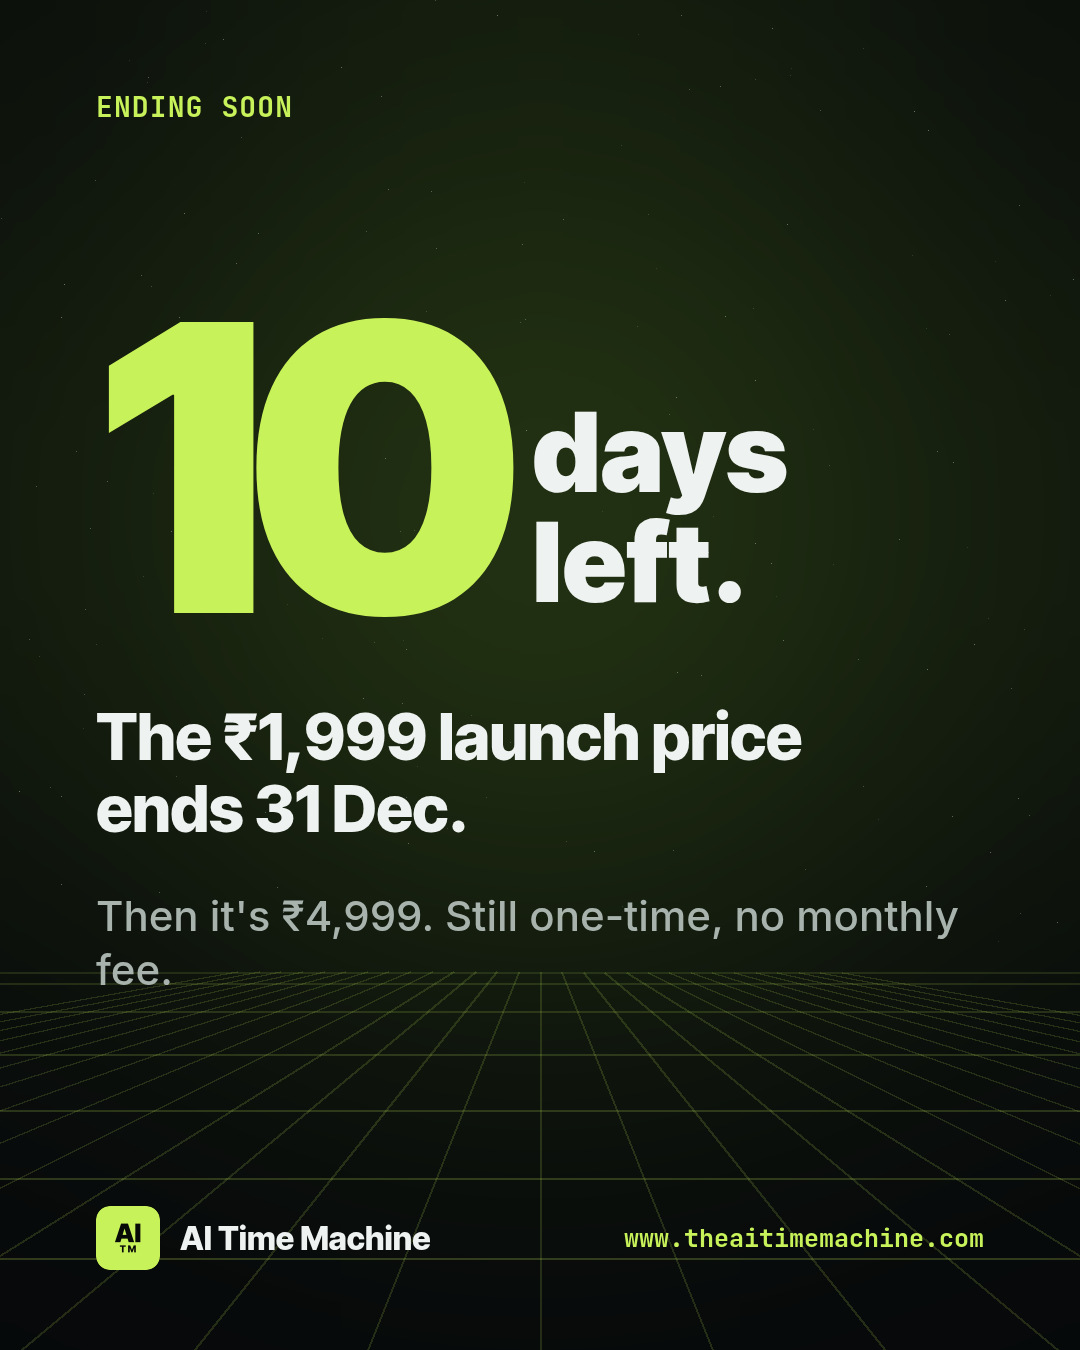 ENDING SOON
10 days
left.
The ₹1,999 launch price
ends 31 Dec.
Then it's ₹4,999. Still one-time, no monthly
fee.
AI
TM
AI Time Machine
www.theaitimemachine.com